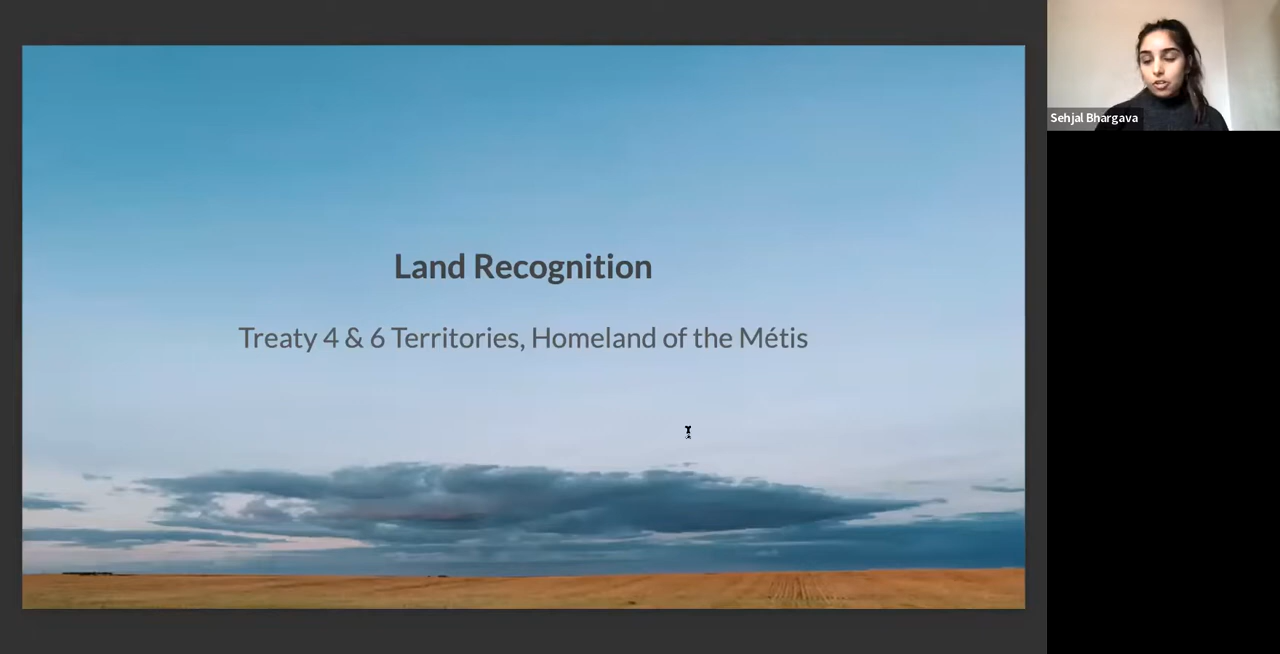 Land Recognition
Treaty 4 & 6 Territories, Homeland of the Métis
Sehjal Bhargava